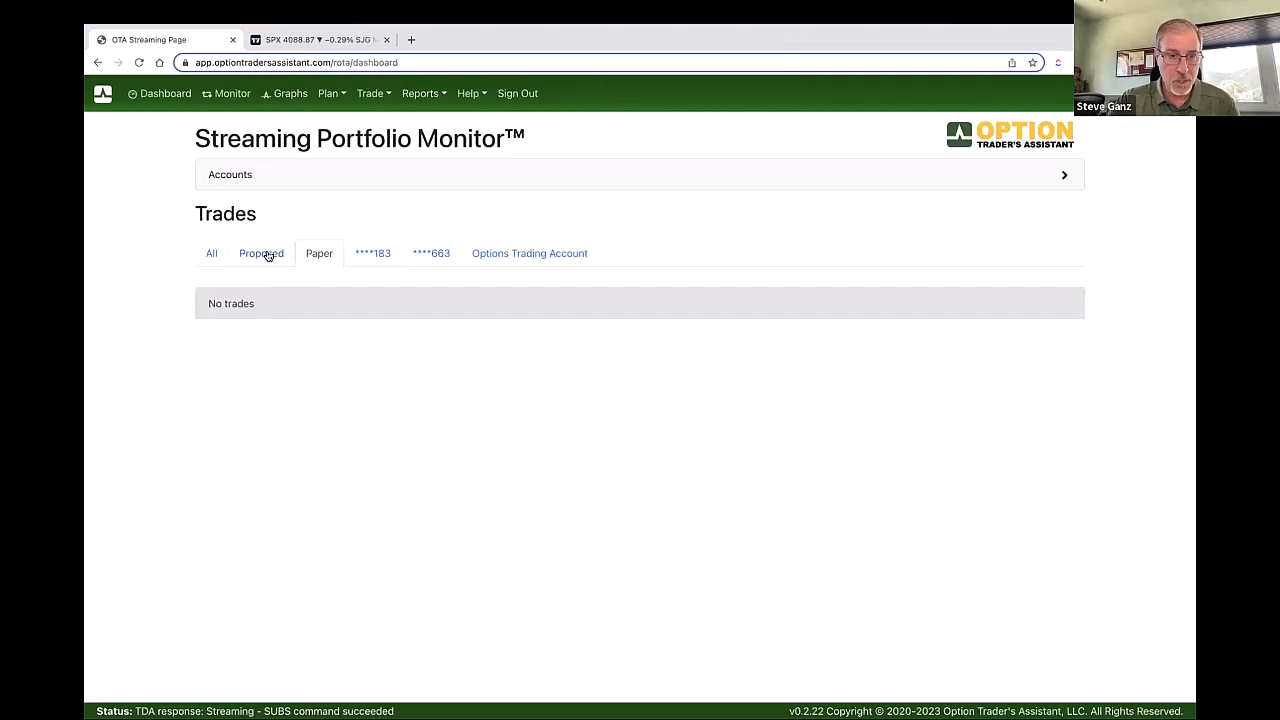 OTA Streaming Page
SPX 4088.87 ▼ −0.29% SJG
app.optiontradersassistant.com/rota/dashboard
Steve Ganz
Dashboard Monitor Graphs Plan Trade Reports Help Sign Out
Streaming Portfolio Monitor™
OPTION
TRADER'S ASSISTANT
Accounts
Trades
All Proposed Paper ****183 ****663 Options Trading Account
No trades
Status: TDA response: Streaming - SUBS command succeeded
v0.2.22 Copyright © 2020-2023 Option Trader's Assistant, LLC. All Rights Reserved.